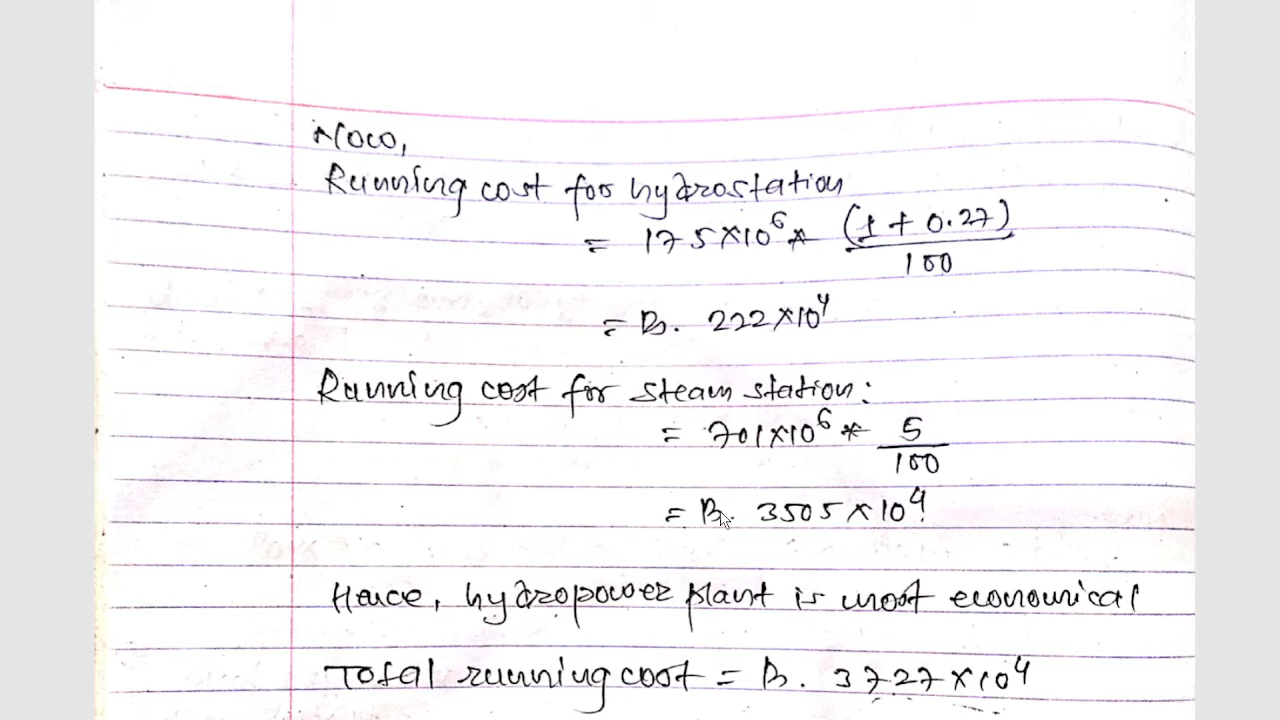 Now,
Running cost for hydrostation
= 175×10⁶ * (1 + 0.27)/100
= Rs. 222×10⁴
Running cost for steam station:
= 701×10⁶ * 5/100
= Rs. 3505×10⁴
Hence, hydropower plant is most economical
Total running cost = Rs. 3727×10⁴